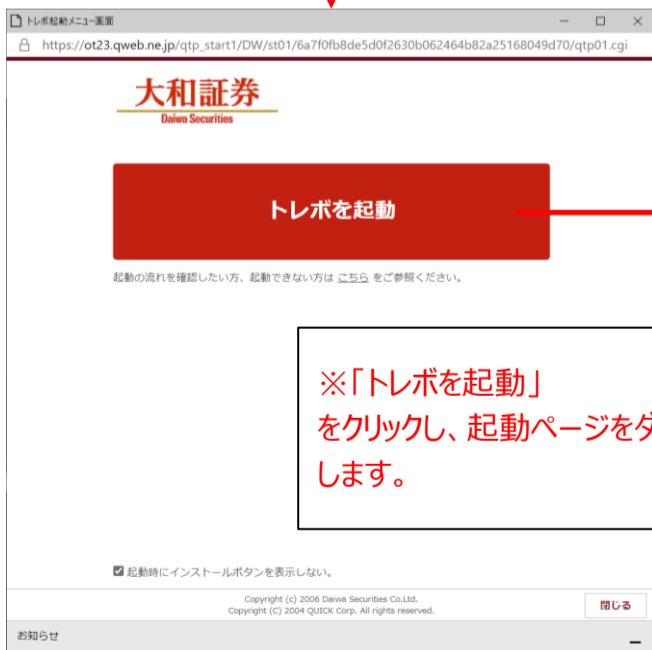 トレボ起動メニュー画面
https://ot23.qweb.ne.jp/qtp_start1/DW/st01/6a7f0fb8de5d0f2630b062464b82a25168049d70/qtp01.cgi
大和証券
Daiwa Securities
トレボを起動
起動の流れを確認したい方、起動できない方は こちら をご参照ください。
※「トレボを起動」
をクリックし、起動ページをダ
します。
起動時にインストールボタンを表示しない。
Copyright (c) 2006 Daiwa Securities Co.Ltd.
Copyright (C) 2004 QUICK Corp. All rights reserved.
閉じる
お知らせ